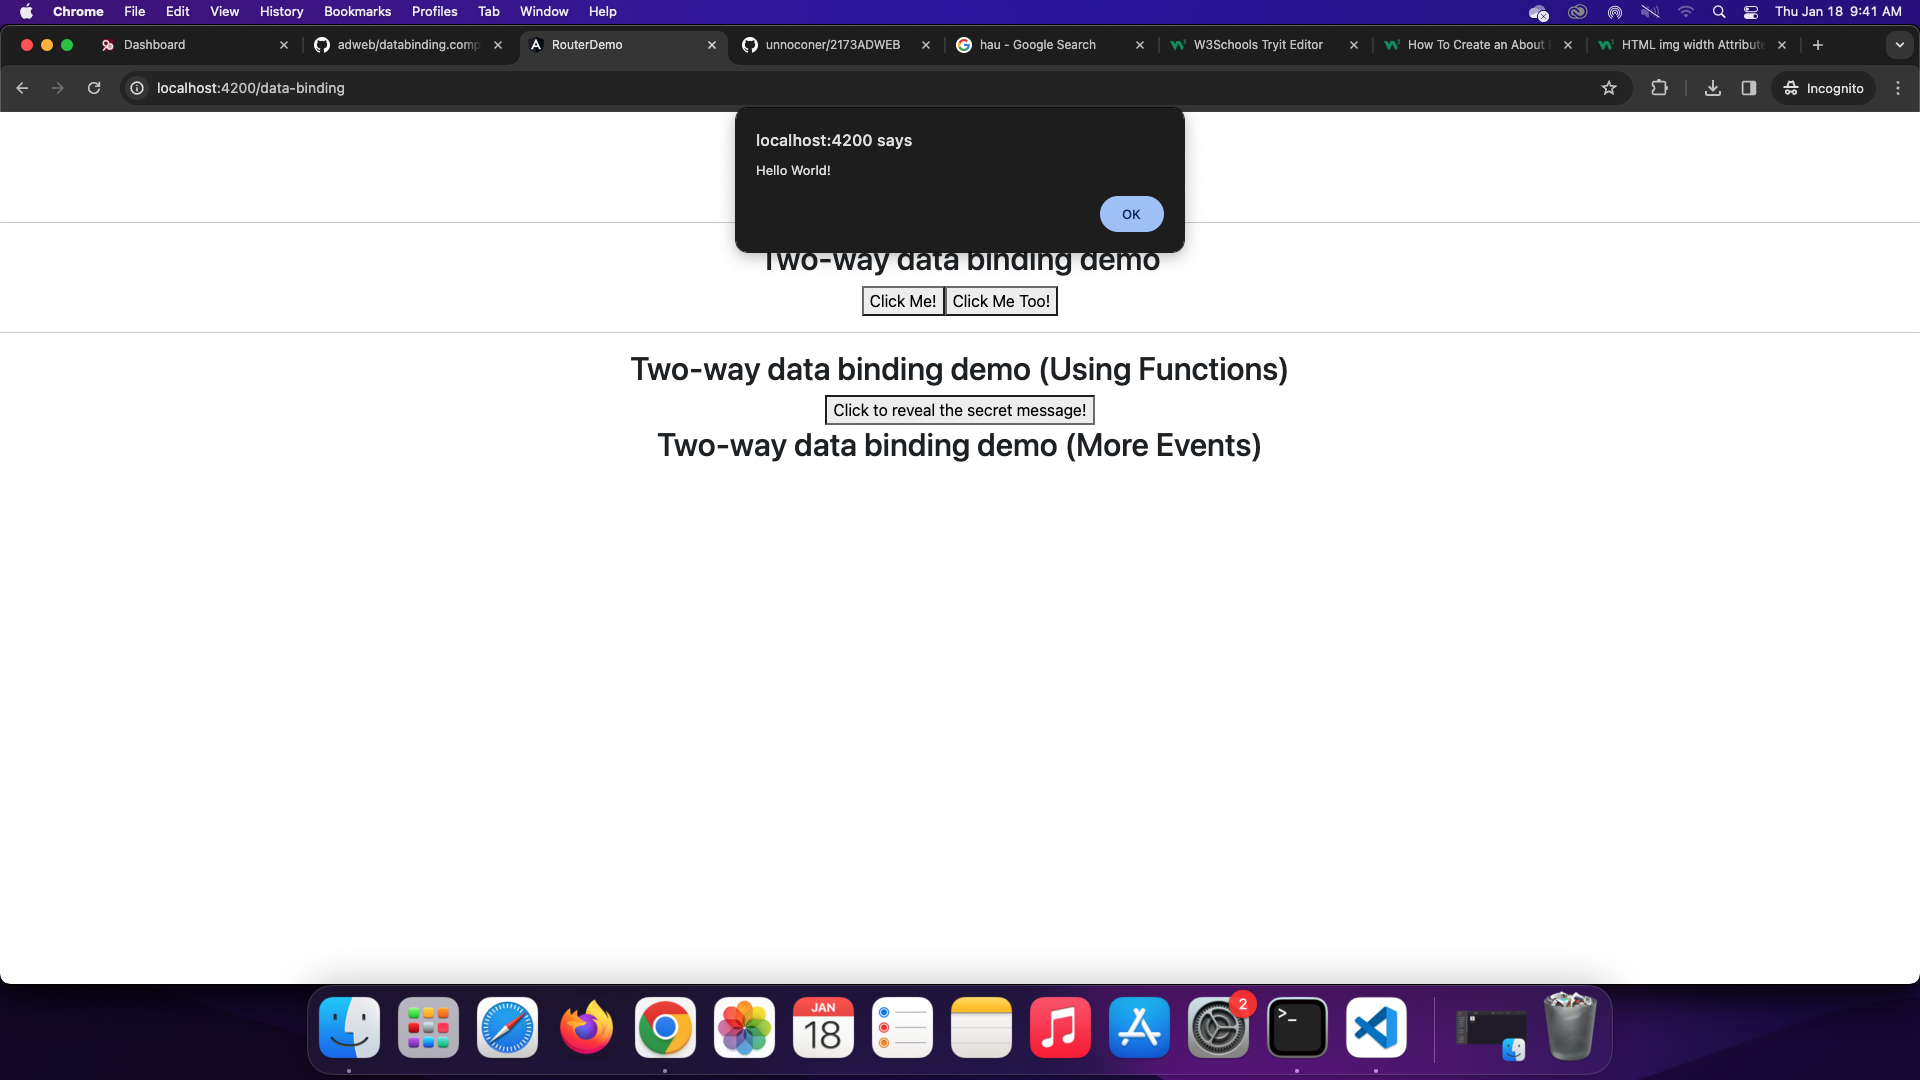 Chrome File Edit View History Bookmarks Profiles Tab Window Help Thu Jan 18 9:41 AM
Dashboard adweb/databinding.comp RouterDemo unnoconer/2173ADWEB hau - Google Search W3Schools Tryit Editor How To Create an About HTML img width Attribute
localhost:4200/data-binding Incognito
localhost:4200 says
Hello World!
OK
Two-way data binding demo
Click Me! Click Me Too!
Two-way data binding demo (Using Functions)
Click to reveal the secret message!
Two-way data binding demo (More Events)
JAN
18
2
>_